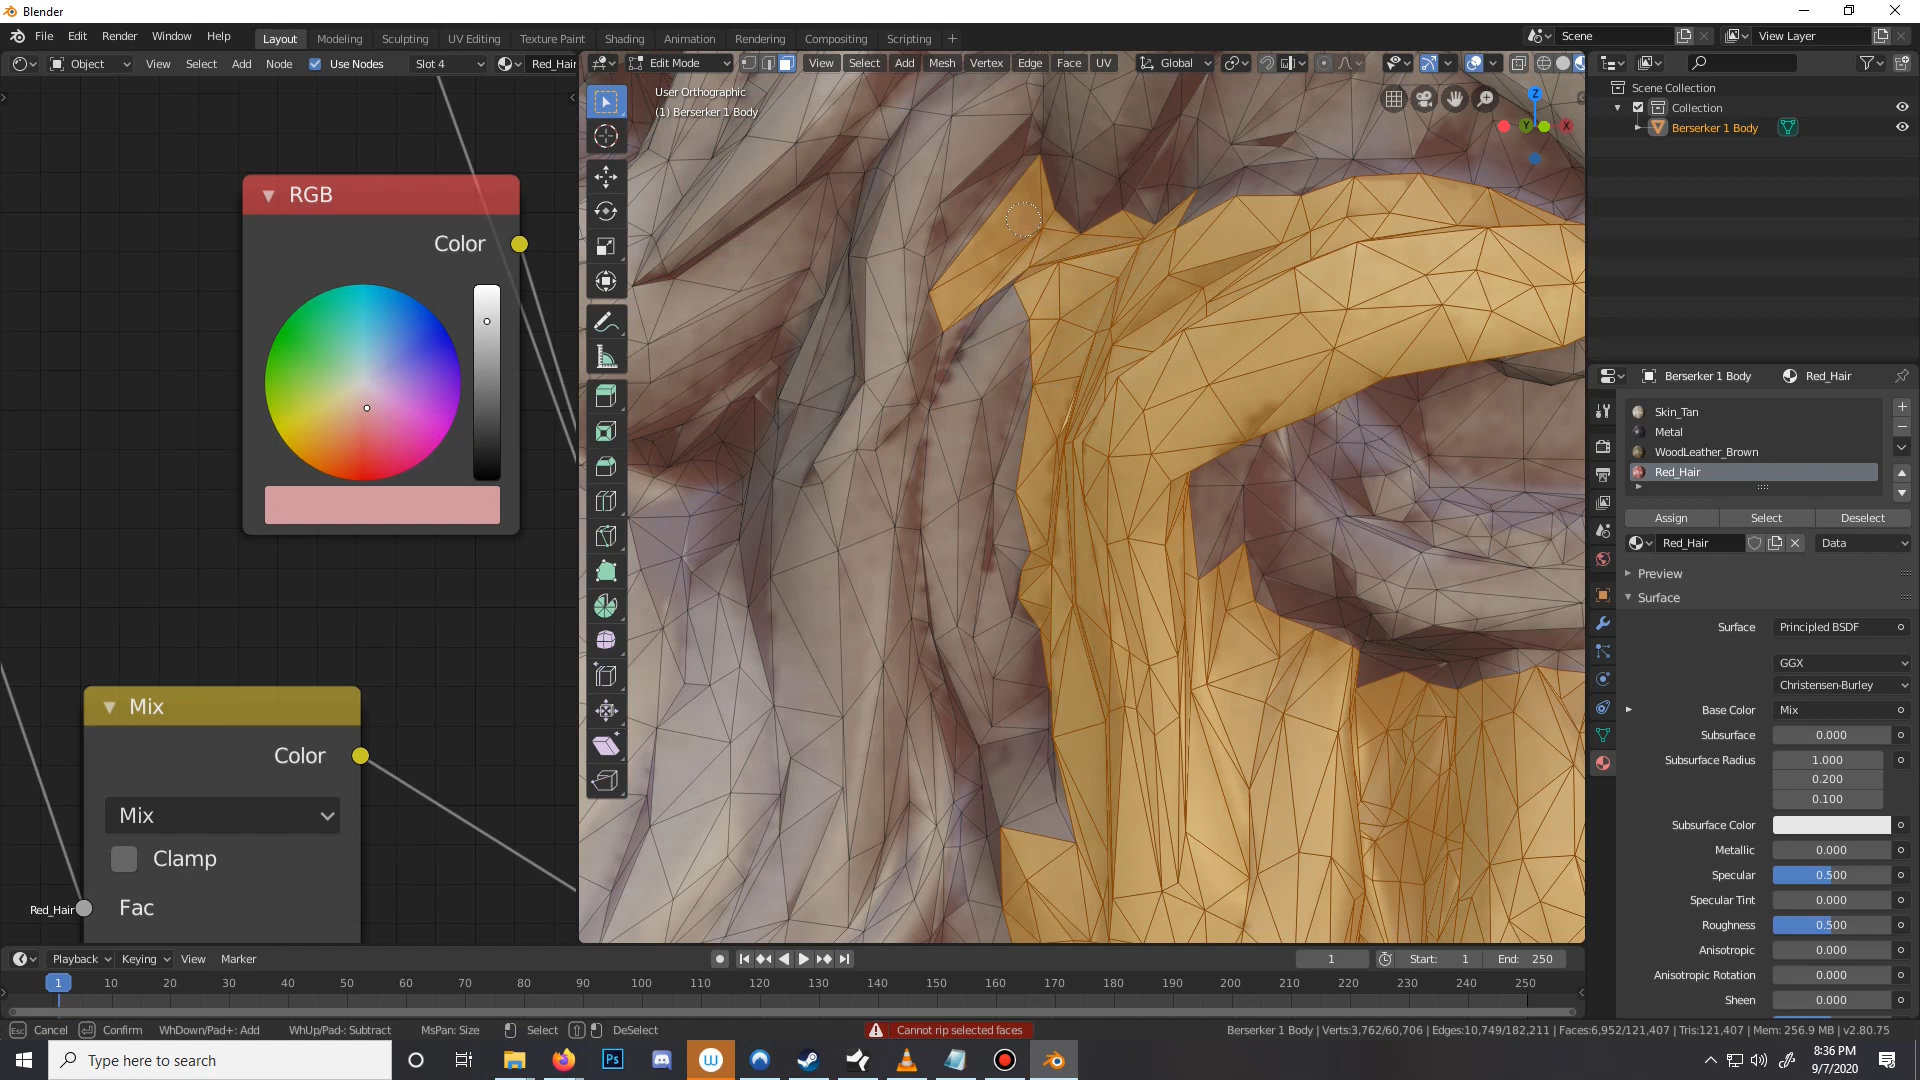 Blender
File Edit Render Window Help
Layout Modeling Sculpting UV Editing Texture Paint Shading Animation Rendering Compositing Scripting
Scene
View Layer
Object View Select Add Node Use Nodes Slot 4 Red_Hair
Edit Mode View Select Add Mesh Vertex Edge Face UV Global
User Orthographic
(1) Berserker 1 Body
Z
Y
X
RGB
Color
Mix
Color
Mix
Clamp
Red_Hair
Fac
Scene Collection
Collection
Berserker 1 Body
Berserker 1 Body Red_Hair
Skin_Tan
Metal
WoodLeather_Brown
Red_Hair
Assign Select Deselect
Red_Hair Data
Preview
Surface
Surface Principled BSDF
GGX
Christensen-Burley
Base Color Mix
Subsurface 0.000
Subsurface Radius 1.000
0.200
0.100
Subsurface Color
Metallic 0.000
Specular 0.500
Specular Tint 0.000
Roughness 0.500
Anisotropic 0.000
Anisotropic Rotation 0.000
Sheen 0.000
Playback Keying View Marker
1 Start: 1 End: 250
1 10 20 30 40 50 60 70 80 90 100 110 120 130 140 150 160 170 180 190 200 210 220 230 240 250
Esc Cancel Confirm WhDown/Pad+: Add WhUp/Pad-: Subtract MsPan: Size Select DeSelect
Cannot rip selected faces
Berserker 1 Body | Verts:3,762/60,706 | Edges:10,749/182,211 | Faces:6,952/121,407 | Tris:121,407 | Mem: 256.9 MB | v2.80.75
Type here to search
Ps
W
8:36 PM
9/7/2020